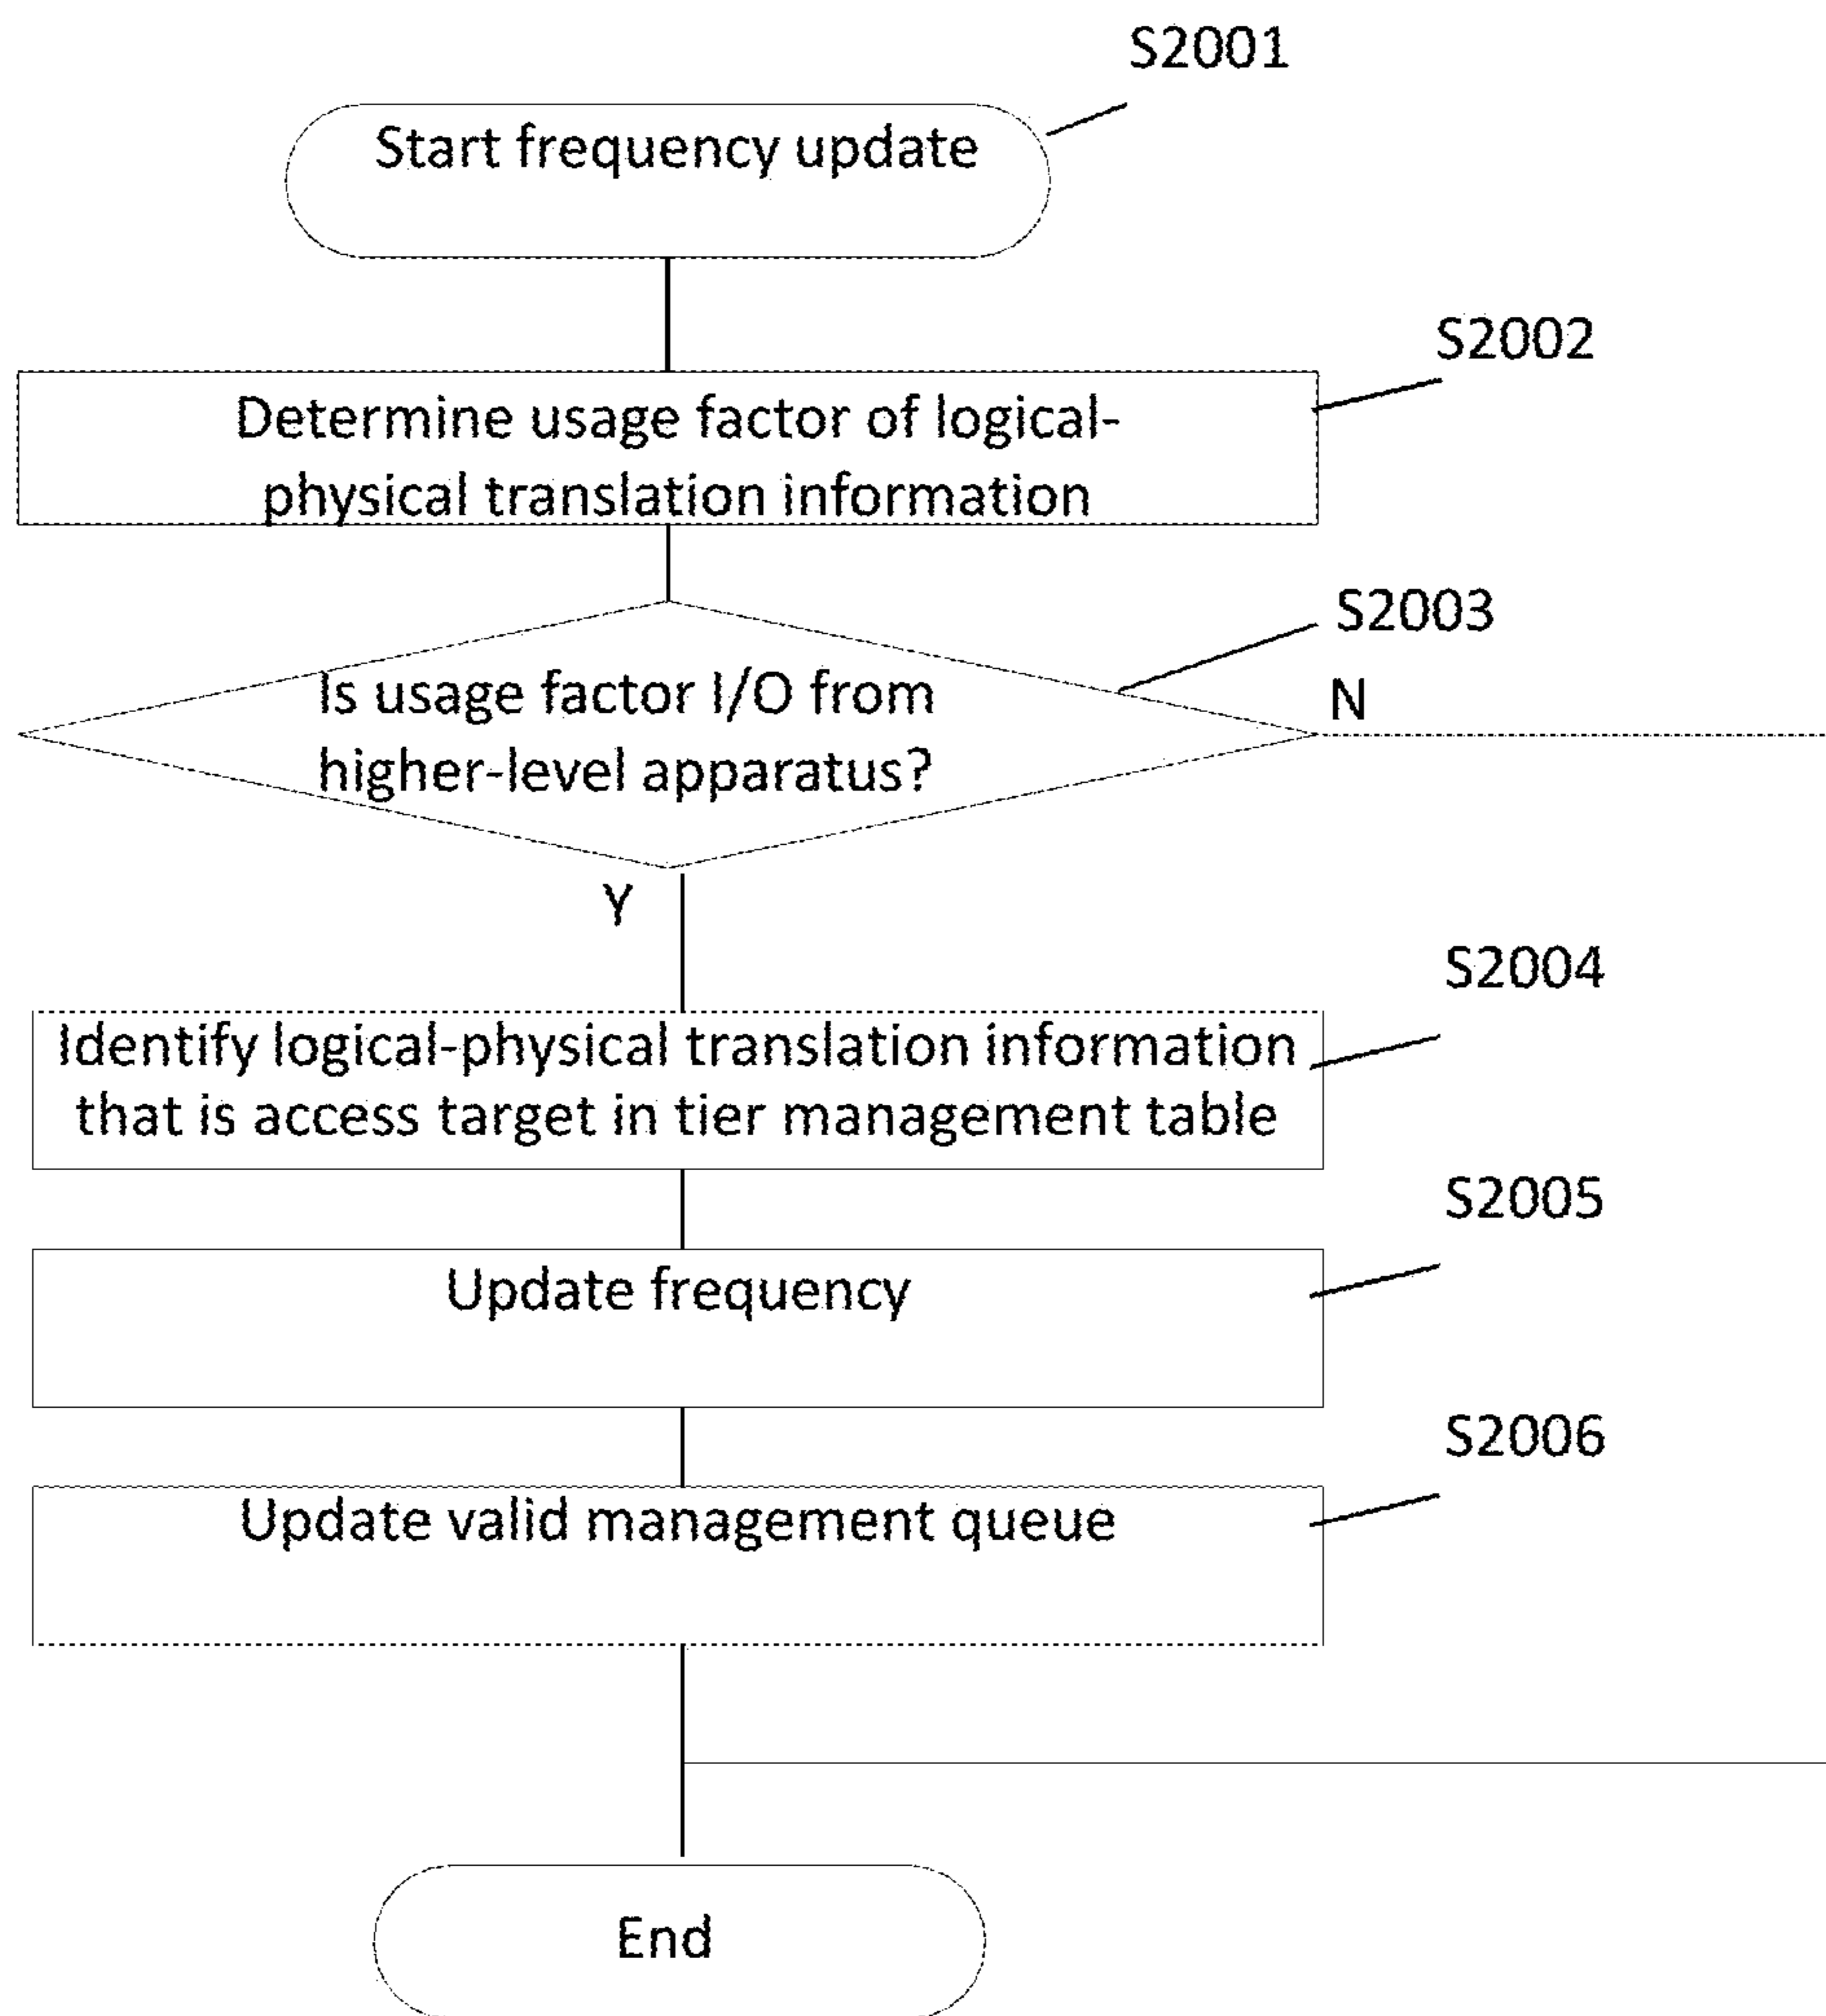 S2001
Start frequency update
S2002
Determine usage factor of logical-
physical translation information
S2003
Is usage factor I/O from
higher-level apparatus?
N
Y
S2004
Identify logical-physical translation information
that is access target in tier management table
S2005
Update frequency
S2006
Update valid management queue
End